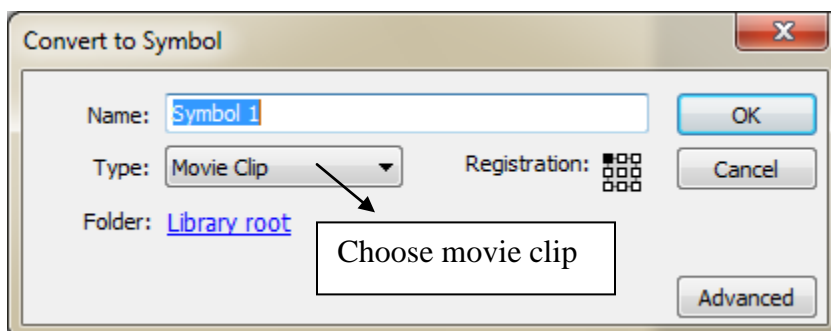 Convert to Symbol
Name: Symbol 1 OK
Type: Movie Clip Registration: Cancel
Folder: Library root
Choose movie clip
Advanced